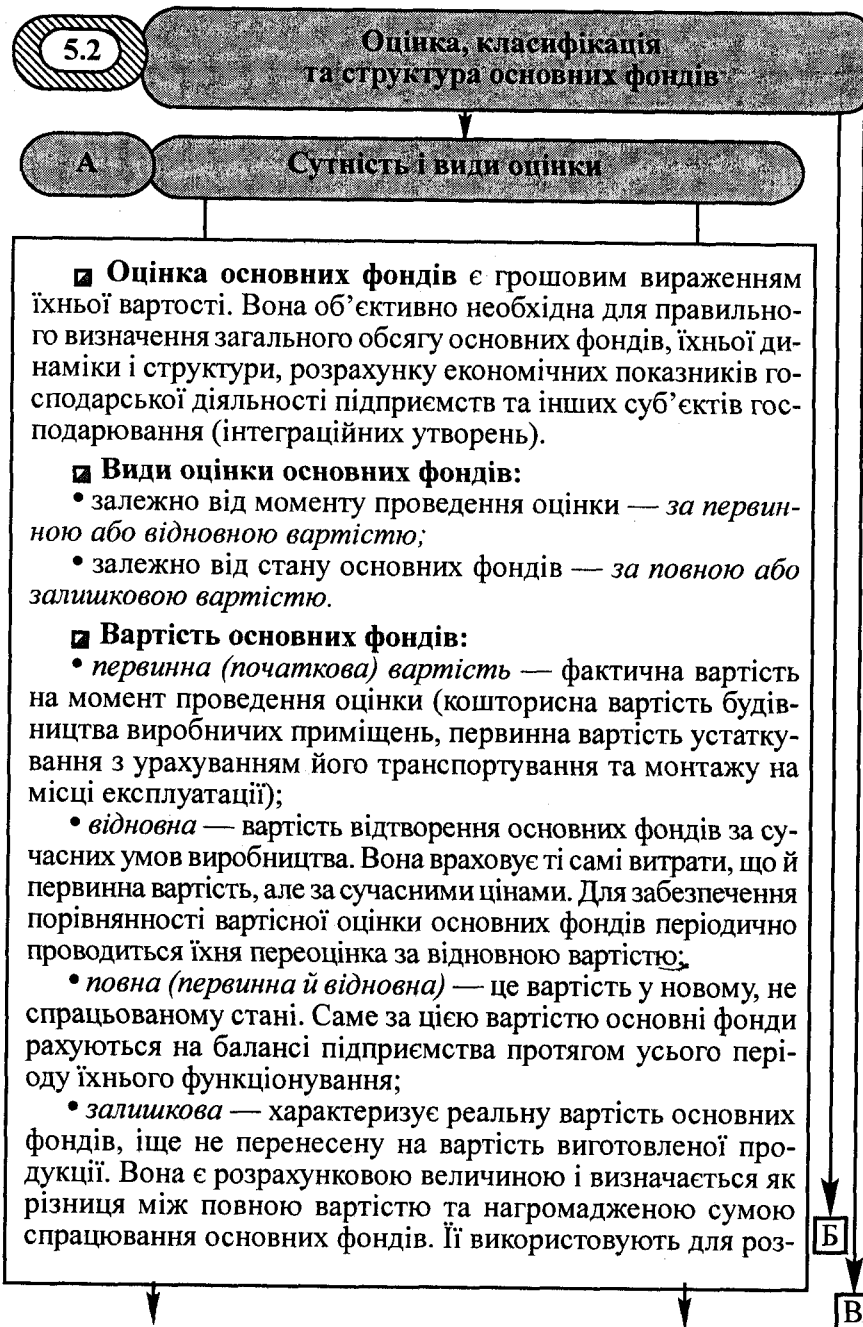 5.2
Оцінка, класифікація
та структура основних фондів
А
Сутність і види оцінки
Оцінка основних фондів є грошовим вираженням
їхньої вартості. Вона об’єктивно необхідна для правильно-
го визначення загального обсягу основних фондів, їхньої ди-
наміки і структури, розрахунку економічних показників го-
сподарської діяльності підприємств та інших суб’єктів гос-
подарювання (інтеграційних утворень).
Види оцінки основних фондів:
• залежно від моменту проведення оцінки — за первин-
ною або відновною вартістю;
• залежно від стану основних фондів — за повною або
залишковою вартістю.
Вартість основних фондів:
• первинна (початкова) вартість — фактична вартість
на момент проведення оцінки (кошторисна вартість будів-
ництва виробничих приміщень, первинна вартість устатку-
вання з урахуванням його транспортування та монтажу на
місці експлуатації);
• відновна — вартість відтворення основних фондів за су-
часних умов виробництва. Вона враховує ті самі витрати, що й
первинна вартість, але за сучасними цінами. Для забезпечення
порівнянності вартісної оцінки основних фондів періодично
проводиться їхня переоцінка за відновною вартістю;
• повна (первинна й відновна) — це вартість у новому, не
спрацьованому стані. Саме за цією вартістю основні фонди
рахуються на балансі підприємства протягом усього пері-
оду їхнього функціонування;
• залишкова — характеризує реальну вартість основних
фондів, іще не перенесену на вартість виготовленої про-
дукції. Вона є розрахунковою величиною і визначається як
різниця між повною вартістю та нагромадженою сумою
спрацювання основних фондів. Її використовують для роз-
Б
В